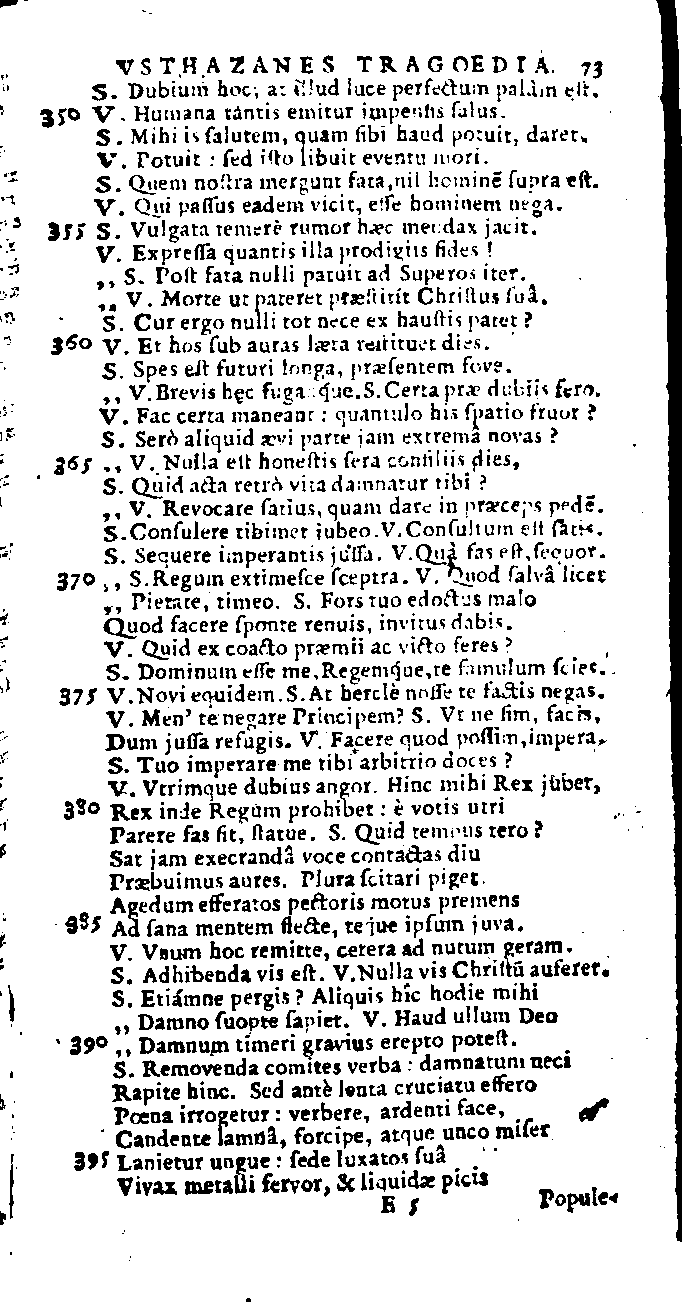 VSTHAZANES TRAGOEDIA. 73
S. Dubium hoc; at illud luce perfectum palàm est.
350 V. Humana tantis emitur impensis salus.
S. Mihi is salutem, quam sibi haud potuit, daret.
V. Potuit : sed isto libuit eventu mori.
S. Quem nostra mergunt fata, nil hominē supra est.
V. Qui passus eadem vicit, esse hominem nega.
355 S. Vulgata temerè rumor hæc mendax jacit.
V. Expressa quantis illa prodigiis fides !
,, S. Post fata nulli patuit ad Superos iter.
,, V. Morte ut pateret præstitit Christus suâ.
S. Cur ergo nulli tot nece ex haustis patet ?
360 V. Et hos sub auras læta restituet dies.
S. Spes est futuri longa, præsentem fove.
,, V. Brevis hęc fugaxque. S. Certa præ dubiis fero.
V. Fac certa maneant : quantulo his spatio fruor ?
S. Serò aliquid ævi parte jam extremâ novas ?
365 ,, V. Nulla est honestis sera consiliis dies,
S. Quid acta retrò vita damnatur tibi ?
,, V. Revocare satius, quam dare in præceps pedē.
S. Consulere tibimet jubeo. V. Consultum est satis.
S. Sequere imperantis jussa. V. Quâ fas est, sequor.
370 ,, S. Regum extimesce sceptra. V. Quod salvâ licet
,, Pietate, timeo. S. Fors tuo edoctus malo
Quod facere sponte renuis, invitus dabis.
V. Quid ex coacto præmii ac victo feres ?
S. Dominum esse me, Regemq́ue, te famulum sciet.
375 V. Novi equidem. S. At herclè nosse te factis negas.
V. Men' te negare Principem? S. Vt ne sim, facis,
Dum jussa refugis. V. Facere quod possim, impera.
S. Tuo imperare me tibi arbitrio doces ?
V. Vtrimque dubius angor. Hinc mihi Rex jubet,
380 Rex inde Regum prohibet : è votis utri
Parere fas sit, statue. S. Quid tempus tero ?
Sat jam execrandâ voce contactas diu
Præbuimus aures. Plura scitari piget.
Agedum efferatos pectoris motus premens
385 Ad sana mentem flecte, teque ipsum juva.
V. Vnum hoc remitte, cetera ad nutum geram.
S. Adhibenda vis est. V. Nulla vis Christū auferet.
S. Etiámne pergis ? Aliquis hîc hodie mihi
,, Damno suopte sapiet. V. Haud ullum Deo
390 ,, Damnum timeri gravius erepto potest.
S. Removenda comites verba : damnatum neci
Rapite hinc. Sed antè lenta cruciatu effero
Pœna irrogetur : verbere, ardenti face,
Candente lamnâ, forcipe, atque unco miser
395 Lanietur ungue : sede luxatos suâ
Vivax metalli fervor, & liquidæ picis
E 5 Popule-